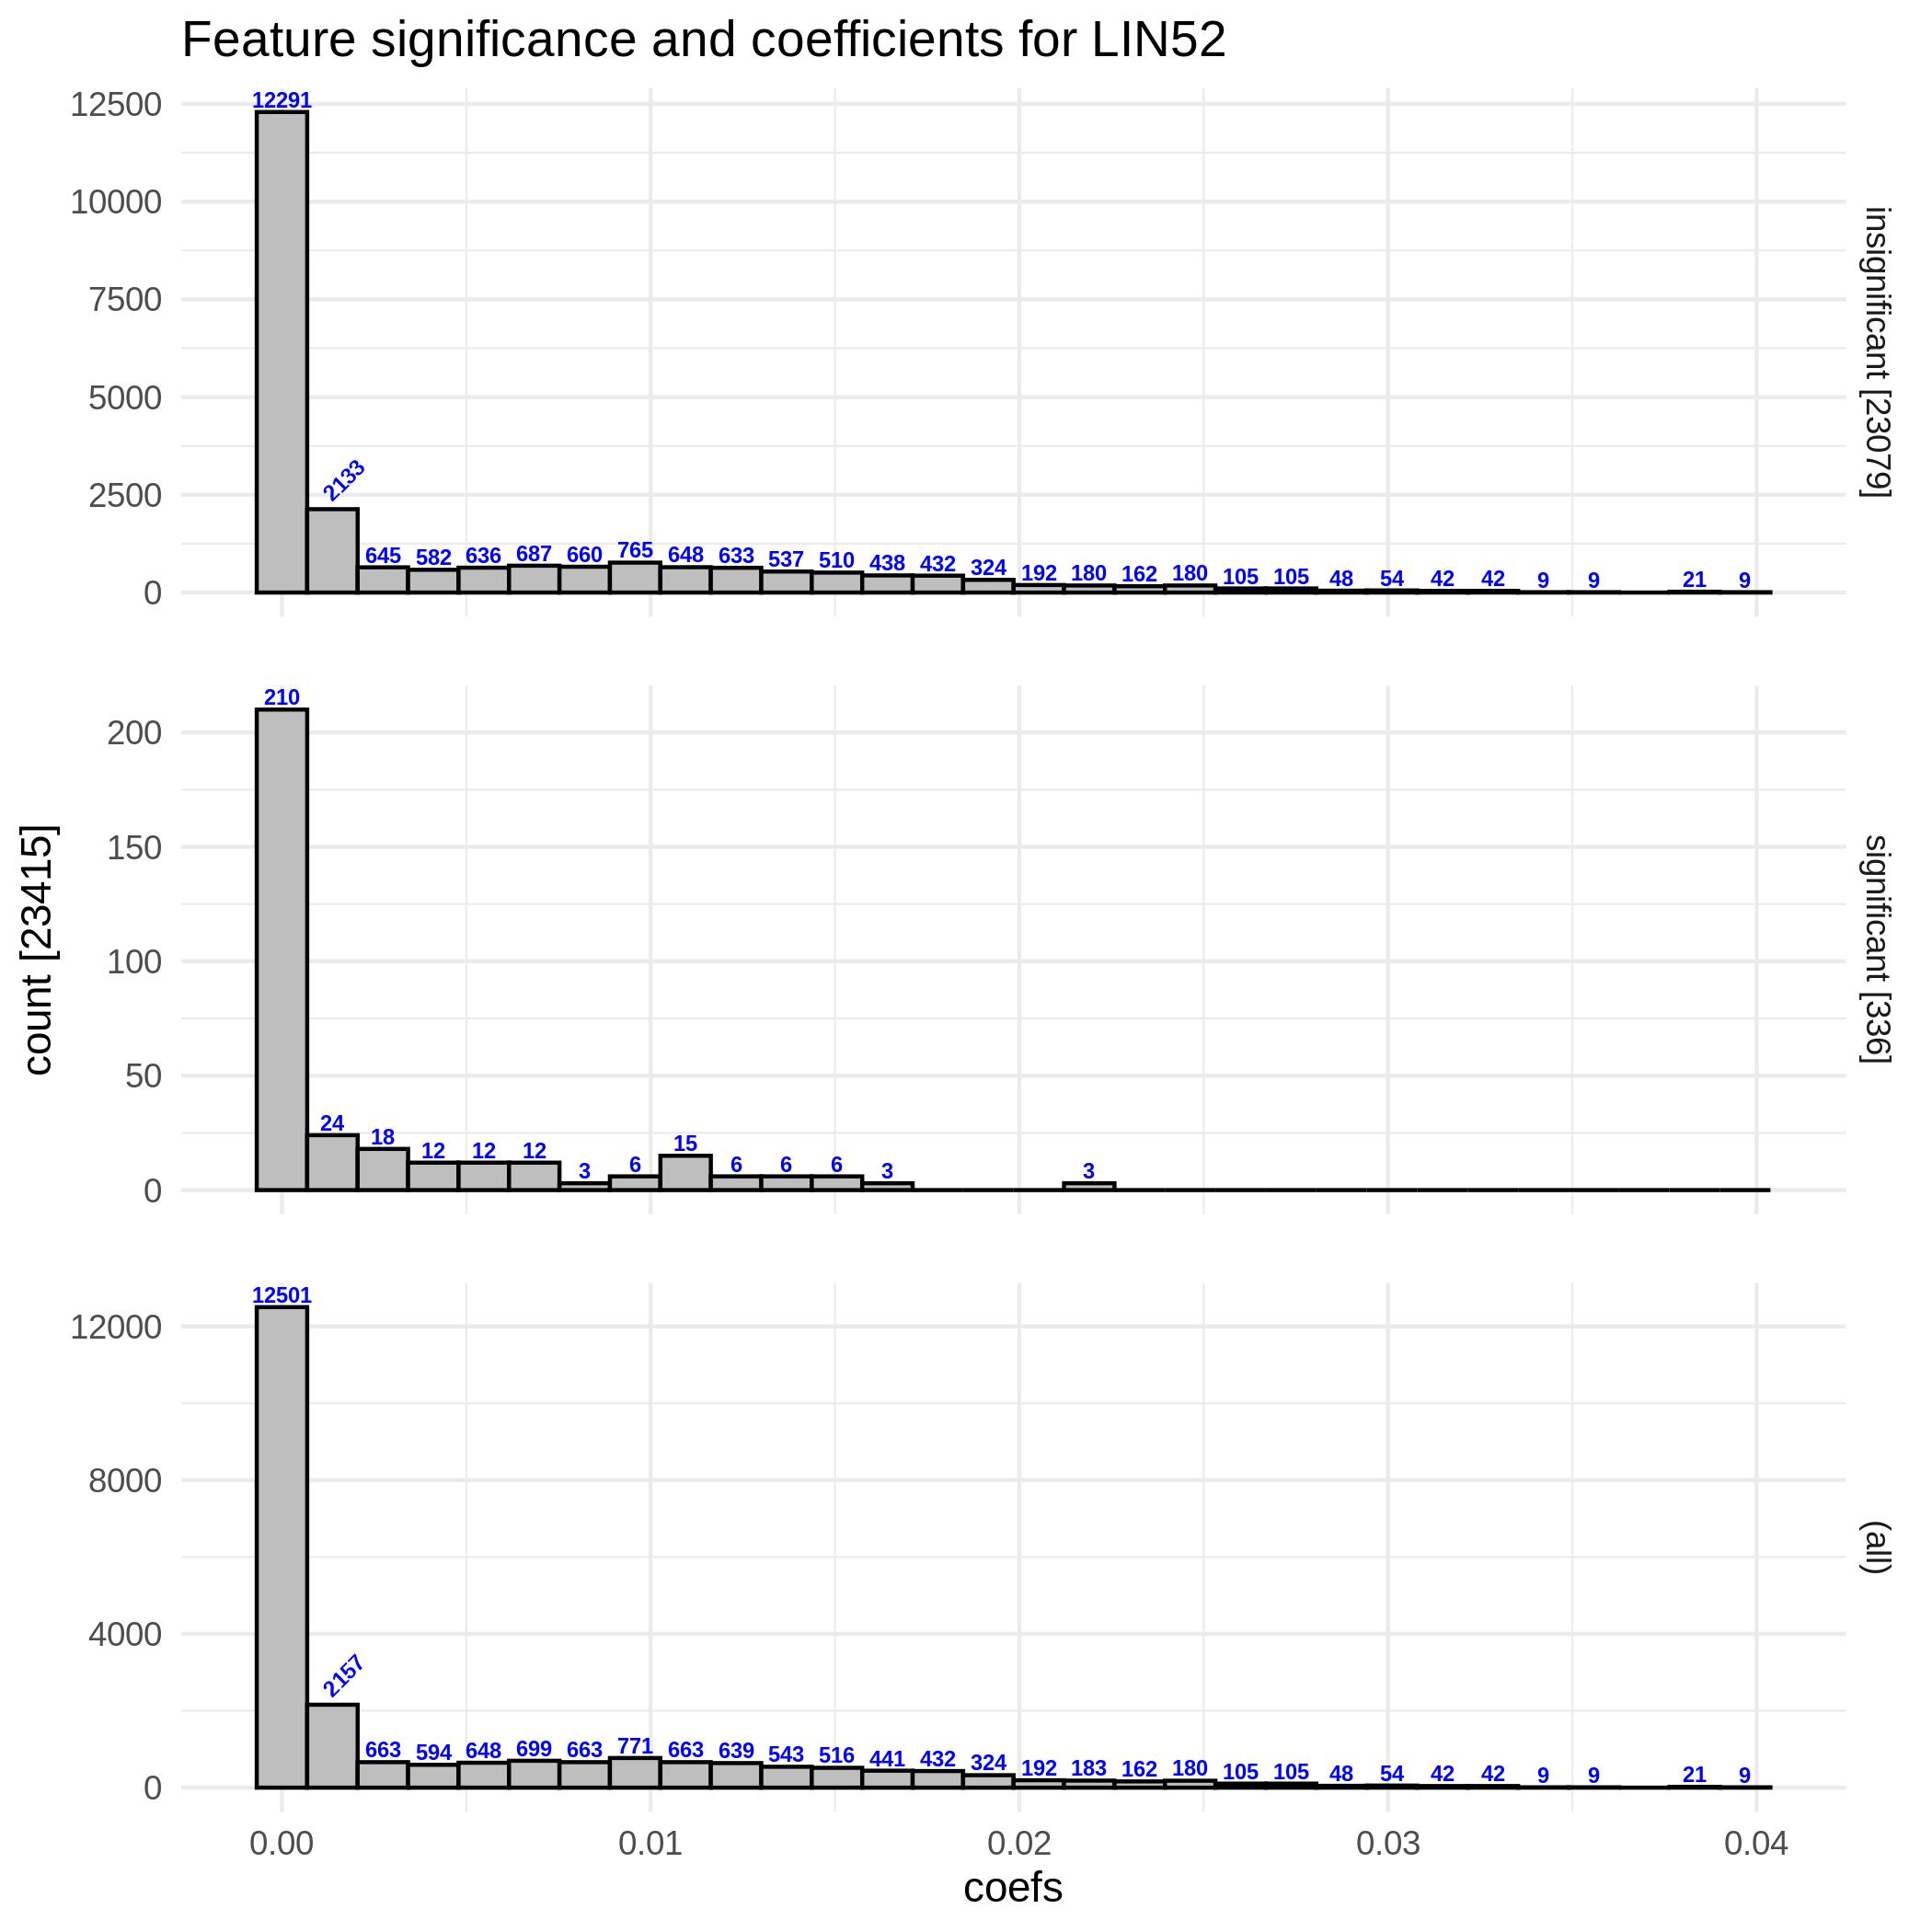 Feature significance and coefficients for LIN52
12500
10000
7500
5000
2500
0
12291
2133
645 582 636 687 660 765 648 633 537 510 438 432 324 192 180 162 180 105 105 48 54 42 42 9 9 21 9
insignificant [23079]
count [23415]
200
150
100
50
0
210
24 18 12 12 12 3 6 15 6 6 6 3 3
significant [336]
12000
8000
4000
0
12501
2157
663 594 648 699 663 771 663 639 543 516 441 432 324 192 183 162 180 105 105 48 54 42 42 9 9 21 9
(all)
0.00 0.01 0.02 0.03 0.04
coefs